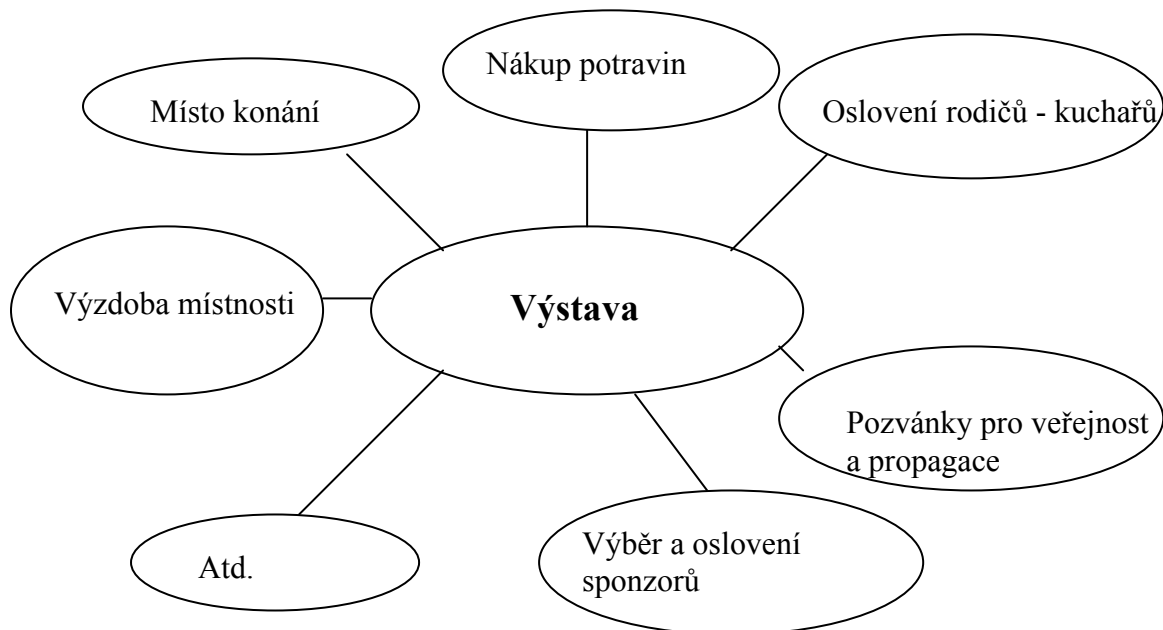 Nákup potravin
Místo konání
Oslovení rodičů - kuchařů
Výzdoba místnosti
Výstava
Pozvánky pro veřejnost
a propagace
Výběr a oslovení
sponzorů
Atd.